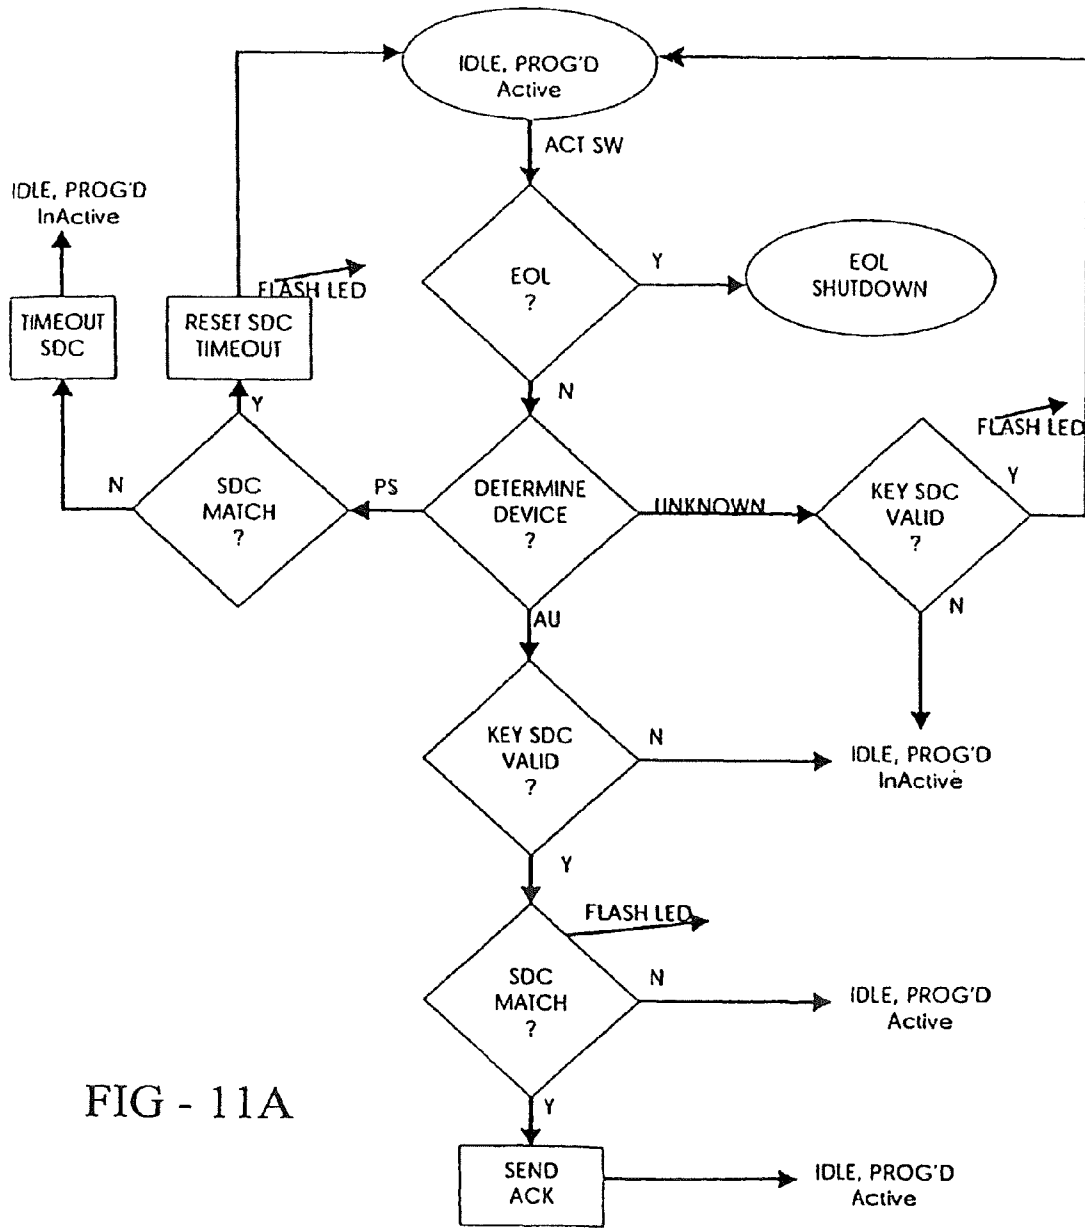 IDLE, PROG'D
Active
ACT SW
IDLE, PROG'D
InActive
EOL
?
Y
EOL
SHUTDOWN
FLASH LED
TIMEOUT
SDC
RESET SDC
TIMEOUT
N
Y
FLASH LED
N
SDC
MATCH
?
PS
DETERMINE
DEVICE
?
UNKNOWN
KEY SDC
VALID
?
Y
N
AU
KEY SDC
VALID
?
N
IDLE, PROG'D
InActive
Y
FLASH LED
SDC
MATCH
?
N
IDLE, PROG'D
Active
Y
FIG - 11A
SEND
ACK
IDLE, PROG'D
Active